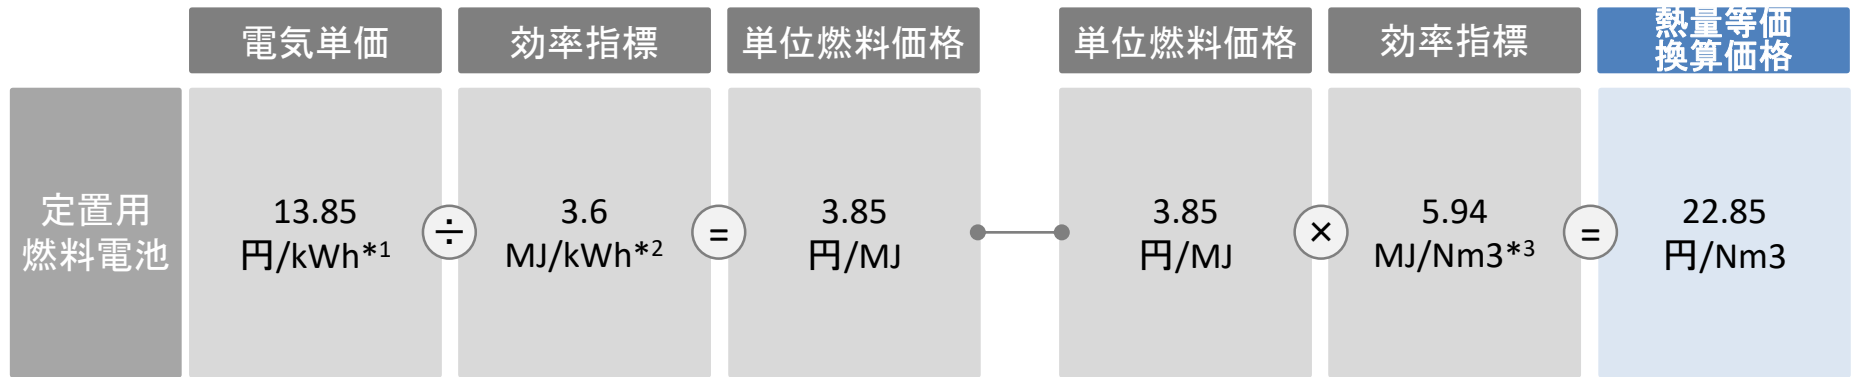 電気単価
効率指標
単位燃料価格
単位燃料価格
効率指標
熱量等価
換算価格
定置用
燃料電池
13.85
円/kWh*1
÷
3.6
MJ/kWh*2
=
3.85
円/MJ
3.85
円/MJ
×
5.94
MJ/Nm3*3
=
22.85
円/Nm3